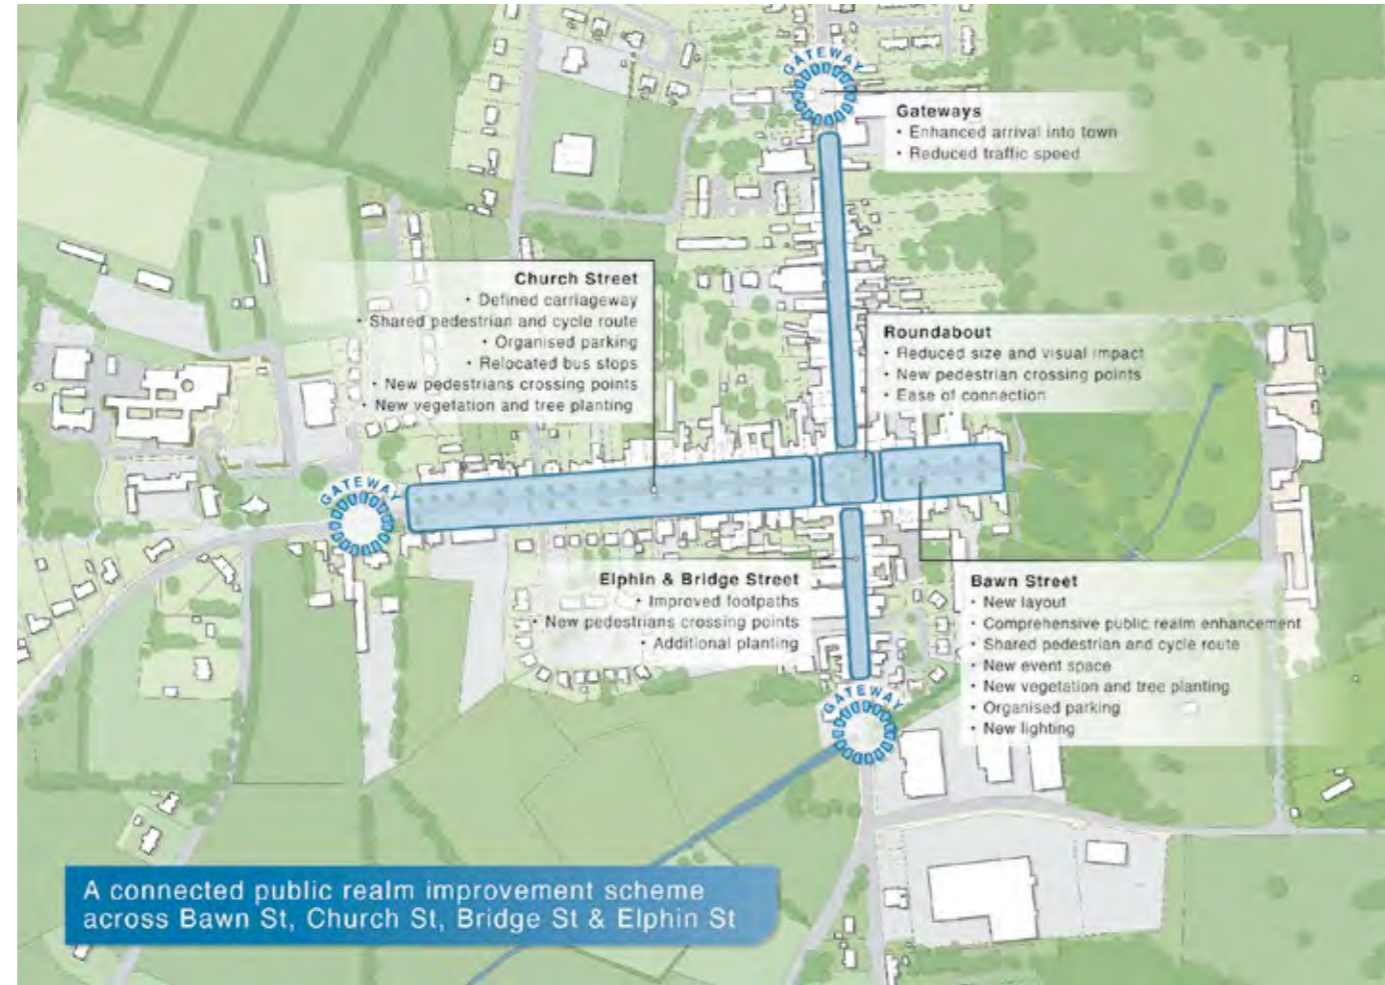 GATEWAY
Gateways
• Enhanced arrival into town
• Reduced traffic speed
Church Street
• Defined carriageway
• Shared pedestrian and cycle route
• Organised parking
• Relocated bus stops
• New pedestrians crossing points
• New vegetation and tree planting
Roundabout
• Reduced size and visual impact
• New pedestrian crossing points
• Ease of connection
GATEWAY
Elphin & Bridge Street
• Improved footpaths
• New pedestrians crossing points
• Additional planting
Bawn Street
• New layout
• Comprehensive public realm enhancement
• Shared pedestrian and cycle route
• New event space
• New vegetation and tree planting
• Organised parking
• New lighting
GATEWAY
A connected public realm improvement scheme
across Bawn St, Church St, Bridge St & Elphin St